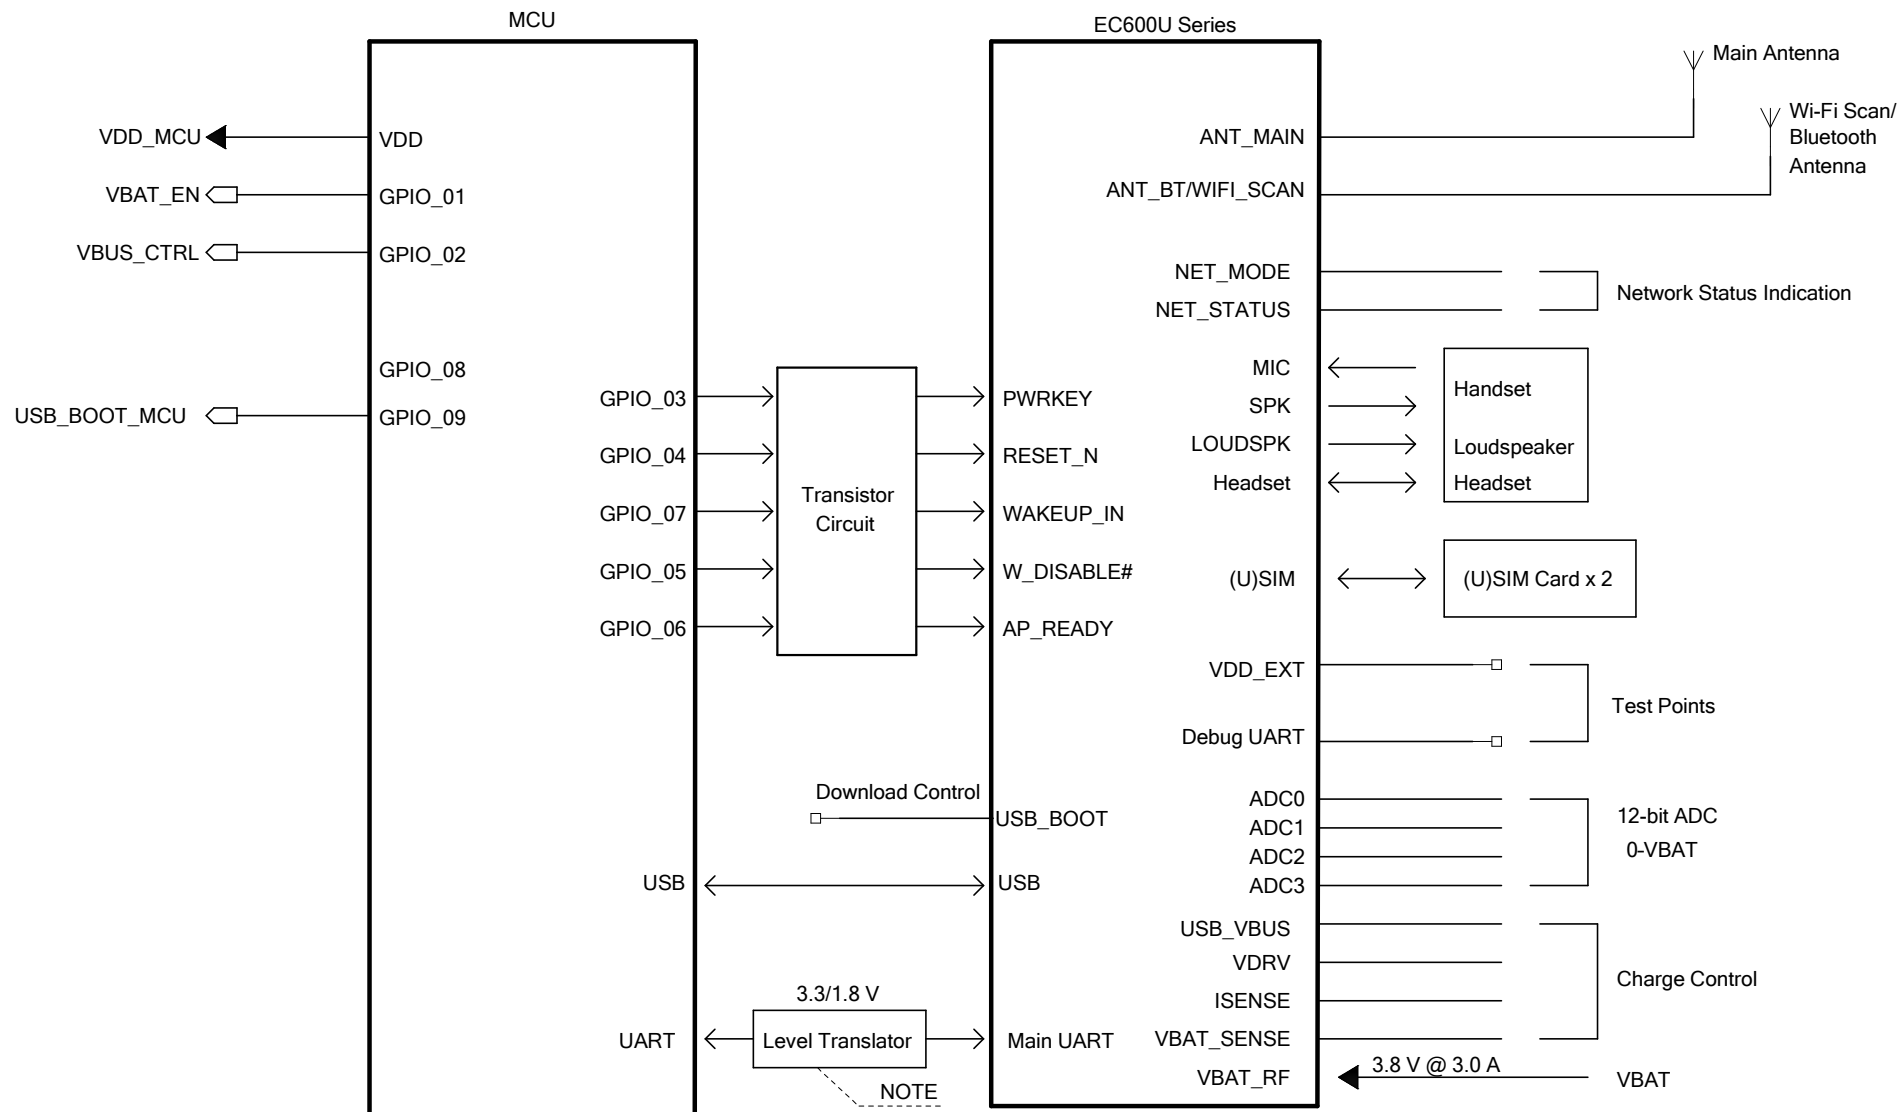 MCU
EC600U Series
Main Antenna
Wi-Fi Scan/
Bluetooth
Antenna
VDD_MCU
VDD
VBAT_EN
GPIO_01
VBUS_CTRL
GPIO_02
GPIO_08
USB_BOOT_MCU
GPIO_09
GPIO_03
GPIO_04
GPIO_07
GPIO_05
GPIO_06
Transistor
Circuit
PWRKEY
RESET_N
WAKEUP_IN
W_DISABLE#
AP_READY
Download Control
USB_BOOT
USB
USB
3.3/1.8 V
UART
Level Translator
Main UART
NOTE
ANT_MAIN
ANT_BT/WIFI_SCAN
NET_MODE
NET_STATUS
Network Status Indication
MIC
SPK
LOUDSPK
Headset
Handset
Loudspeaker
Headset
(U)SIM
(U)SIM Card x 2
VDD_EXT
Debug UART
Test Points
ADC0
ADC1
ADC2
ADC3
12-bit ADC
0-VBAT
USB_VBUS
VDRV
ISENSE
VBAT_SENSE
Charge Control
VBAT_RF
3.8 V @ 3.0 A
VBAT